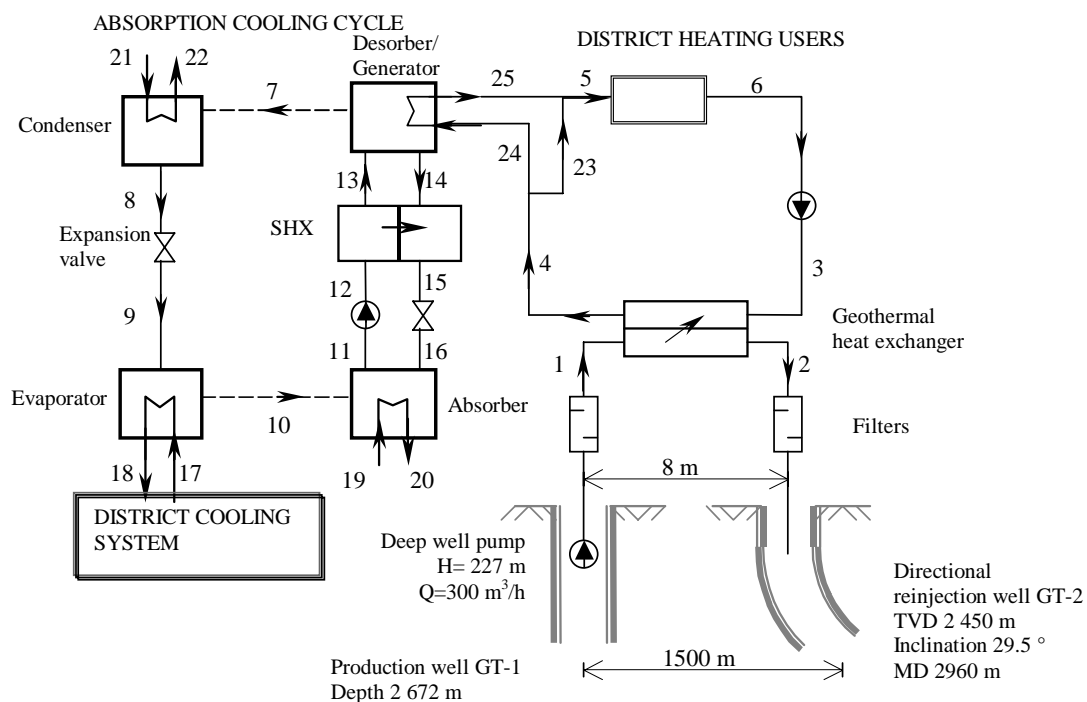 ABSORPTION COOLING CYCLE
DISTRICT HEATING USERS
Desorber/
Generator
21
22
7
25
5
6
Condenser
24
23
13
14
8
SHX
Expansion
valve
4
3
12
15
9
Geothermal
heat exchanger
11
16
1
2
Evaporator
Absorber
10
Filters
18
17
19
20
8 m
DISTRICT COOLING
SYSTEM
Deep well pump
H= 227 m
Q=300 m³/h
Directional
reinjection well GT-2
TVD 2 450 m
Inclination 29.5 °
MD 2960 m
1500 m
Production well GT-1
Depth 2 672 m